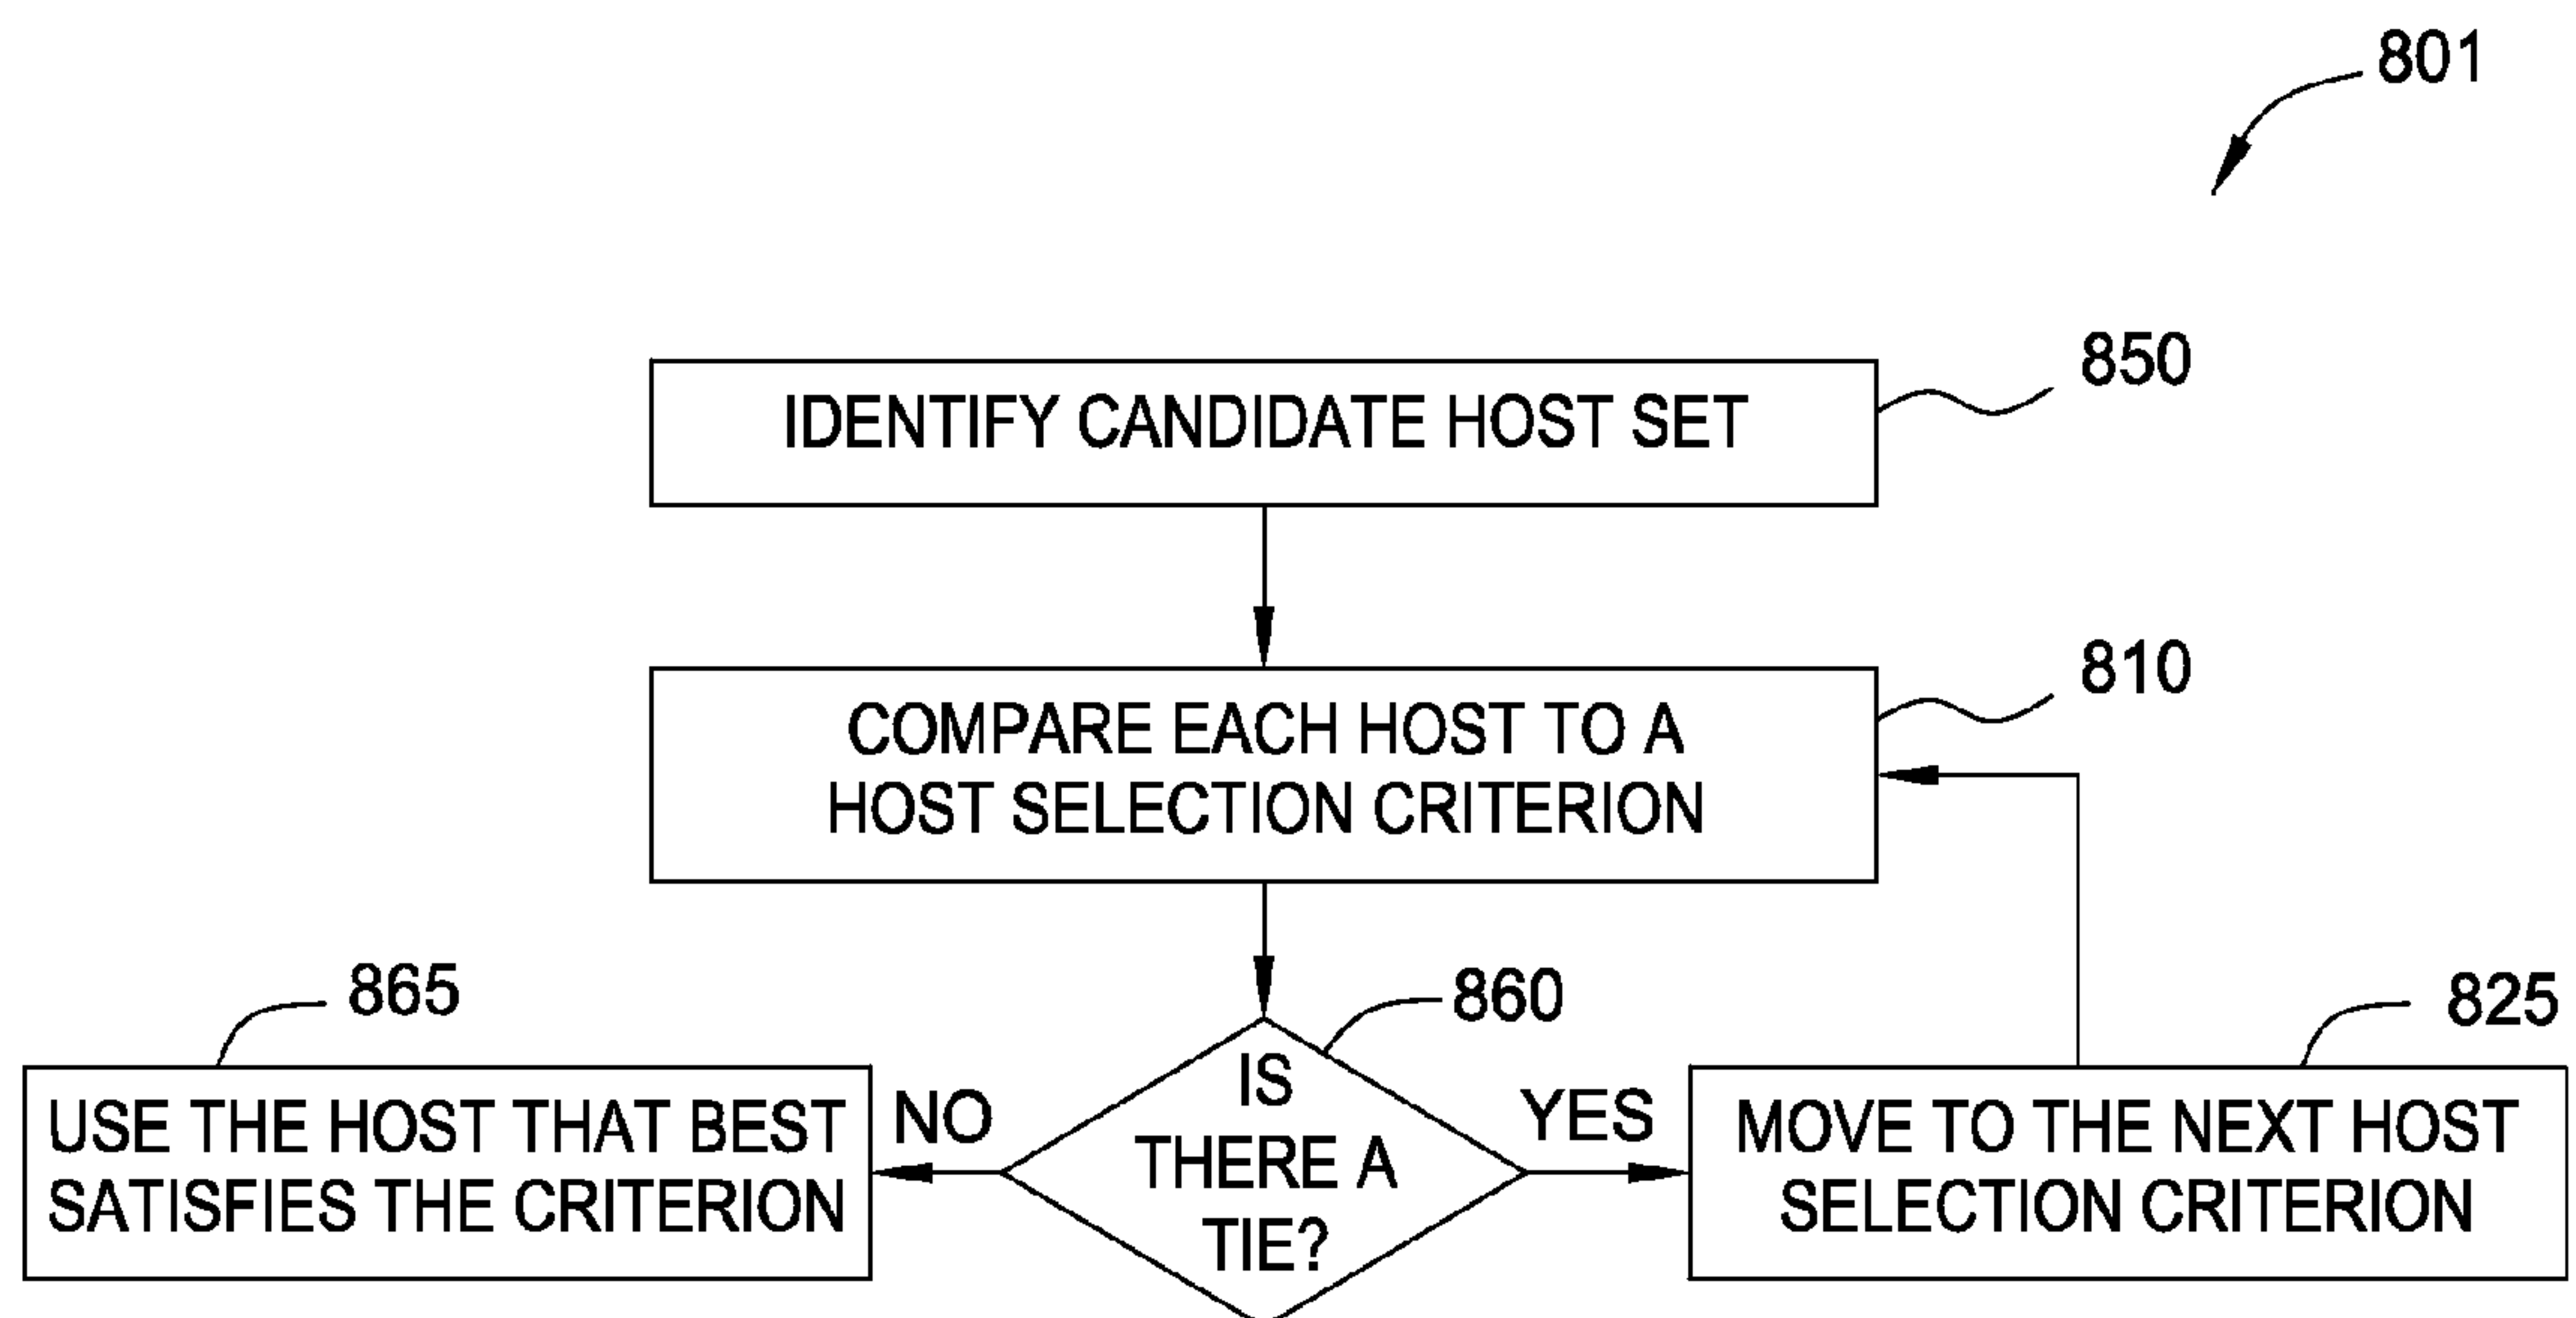 801
850
IDENTIFY CANDIDATE HOST SET
810
COMPARE EACH HOST TO A
HOST SELECTION CRITERION
865
860
825
USE THE HOST THAT BEST
SATISFIES THE CRITERION
NO
IS
THERE A
TIE?
YES
MOVE TO THE NEXT HOST
SELECTION CRITERION